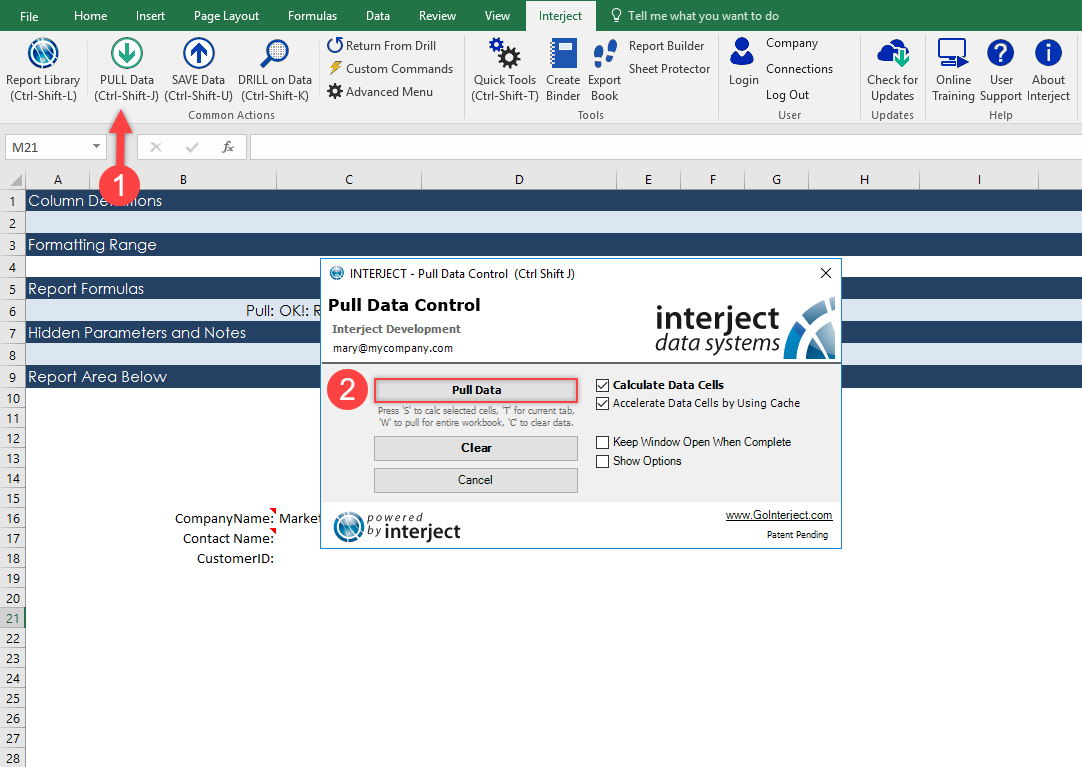 File Home Insert Page Layout Formulas Data Review View Interject Tell me what you want to do
Report Library (Ctrl-Shift-L)
PULL Data (Ctrl-Shift-J)
SAVE Data (Ctrl-Shift-U)
DRILL on Data (Ctrl-Shift-K)
Return From Drill
Custom Commands
Advanced Menu
Common Actions
Quick Tools (Ctrl-Shift-T)
Create Binder
Export Book
Report Builder
Sheet Protector
Tools
Login
Company
Connections
Log Out
User
Check for Updates
Updates
Online Training
User Support
About Interject
Help
M21
fx
1
A B C D E F G H I
1 Column De
2
3 Formatting Range
4
5 Report Formulas
6 Pull: OK!: R
7 Hidden Parameters and Notes
8
9 Report Area Below
10
11
12
13
14
15
16 CompanyName: Market
17 Contact Name:
18 CustomerID:
19
20
21
22
23
24
25
26
27
28
INTERJECT - Pull Data Control (Ctrl Shift J)
Pull Data Control
Interject Development
mary@mycompany.com
interject
data systems
2
Pull Data
Press 'S' to calc selected cells, 'T' for current tab,
'W' to pull for entire workbook, 'C' to clear data.
Clear
Cancel
Calculate Data Cells
Accelerate Data Cells by Using Cache
Keep Window Open When Complete
Show Options
powered
by interject
www.GoInterject.com
Patent Pending